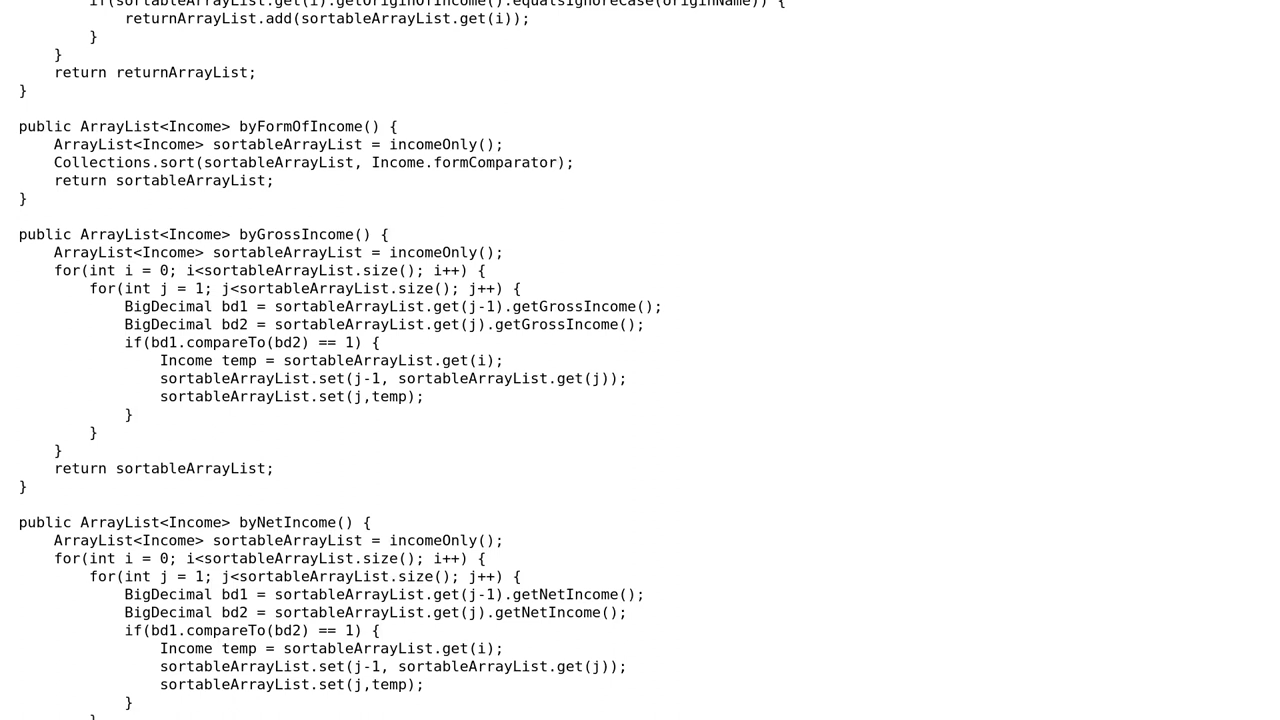 if(sortableArrayList.get(i).getOriginOfIncome().equalsIgnoreCase(originName)) {
returnArrayList.add(sortableArrayList.get(i));
}
}
return returnArrayList;
}
public ArrayList<Income> byFormOfIncome() {
ArrayList<Income> sortableArrayList = incomeOnly();
Collections.sort(sortableArrayList, Income.formComparator);
return sortableArrayList;
}
public ArrayList<Income> byGrossIncome() {
ArrayList<Income> sortableArrayList = incomeOnly();
for(int i = 0; i<sortableArrayList.size(); i++) {
for(int j = 1; j<sortableArrayList.size(); j++) {
BigDecimal bd1 = sortableArrayList.get(j-1).getGrossIncome();
BigDecimal bd2 = sortableArrayList.get(j).getGrossIncome();
if(bd1.compareTo(bd2) == 1) {
Income temp = sortableArrayList.get(i);
sortableArrayList.set(j-1, sortableArrayList.get(j));
sortableArrayList.set(j,temp);
}
}
}
return sortableArrayList;
}
public ArrayList<Income> byNetIncome() {
ArrayList<Income> sortableArrayList = incomeOnly();
for(int i = 0; i<sortableArrayList.size(); i++) {
for(int j = 1; j<sortableArrayList.size(); j++) {
BigDecimal bd1 = sortableArrayList.get(j-1).getNetIncome();
BigDecimal bd2 = sortableArrayList.get(j).getNetIncome();
if(bd1.compareTo(bd2) == 1) {
Income temp = sortableArrayList.get(i);
sortableArrayList.set(j-1, sortableArrayList.get(j));
sortableArrayList.set(j,temp);
}
}